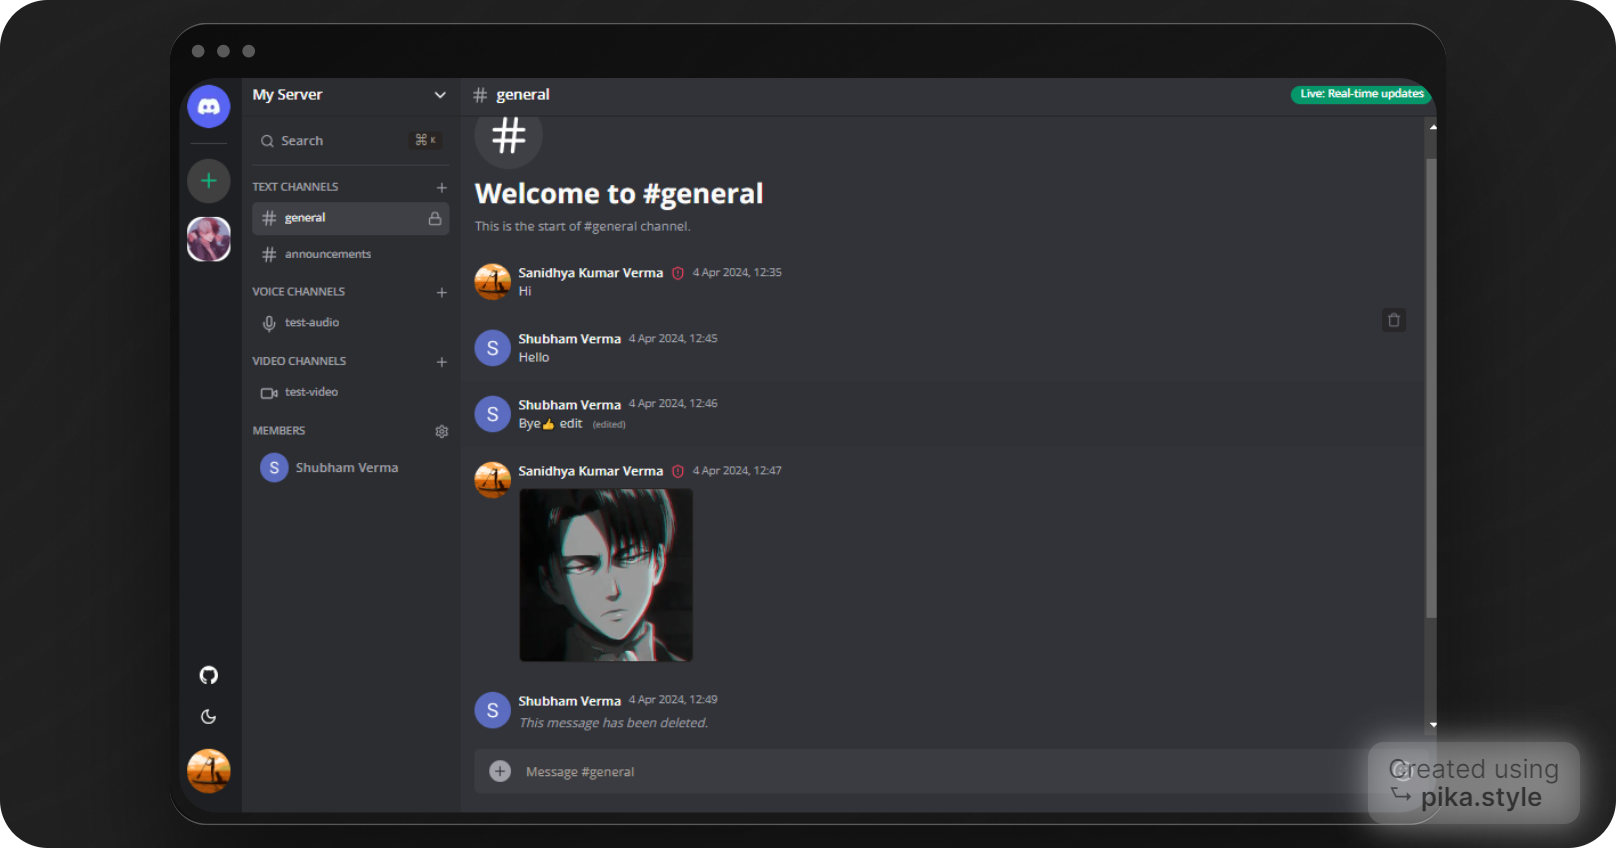 My Server
Search
⌘ K
TEXT CHANNELS
general
announcements
VOICE CHANNELS
test-audio
VIDEO CHANNELS
test-video
MEMBERS
S Shubham Verma
# general
Live: Real-time updates
#
Welcome to #general
This is the start of #general channel.
Sanidhya Kumar Verma 4 Apr 2024, 12:35
Hi
S Shubham Verma 4 Apr 2024, 12:45
Hello
S Shubham Verma 4 Apr 2024, 12:46
Bye👍 edit (edited)
Sanidhya Kumar Verma 4 Apr 2024, 12:47
S Shubham Verma 4 Apr 2024, 12:49
This message has been deleted.
Message #general
Created using
pika.style